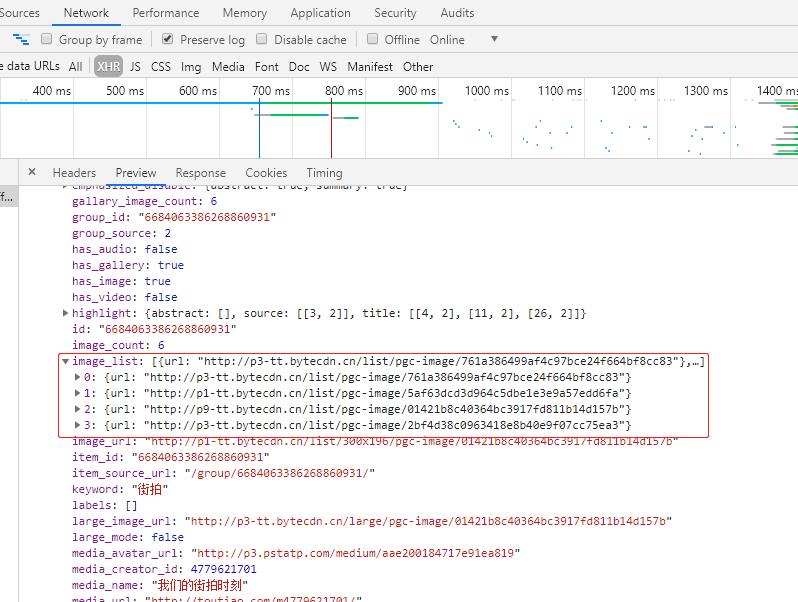 Sources Network Performance Memory Application Security Audits
Group by frame Preserve log Disable cache Offline Online ▼
e data URLs All XHR JS CSS Img Media Font Doc WS Manifest Other
400 ms 500 ms 600 ms 700 ms 800 ms 900 ms 1000 ms 1100 ms 1200 ms 1300 ms 1400 ms
× Headers Preview Response Cookies Timing
ff...
emphasized_disable: {abstract: true, summary: true}
gallary_image_count: 6
group_id: "6684063386268860931"
group_source: 2
has_audio: false
has_gallery: true
has_image: true
has_video: false
highlight: {abstract: [], source: [[3, 2]], title: [[4, 2], [11, 2], [26, 2]]}
id: "6684063386268860931"
image_count: 6
image_list: [{url: "http://p3-tt.bytecdn.cn/list/pgc-image/761a386499af4c97bce24f664bf8cc83"},…]
0: {url: "http://p3-tt.bytecdn.cn/list/pgc-image/761a386499af4c97bce24f664bf8cc83"}
1: {url: "http://p1-tt.bytecdn.cn/list/pgc-image/5af63dcd3d964c5dbe1e3e9a57edd6fa"}
2: {url: "http://p9-tt.bytecdn.cn/list/pgc-image/01421b8c40364bc3917fd811b14d157b"}
3: {url: "http://p3-tt.bytecdn.cn/list/pgc-image/2bf4d38c0963418e8b40e9f07cc75ea3"}
image_url: "http://p1-tt.bytecdn.cn/list/300x196/pgc-image/01421b8c40364bc3917fd811b14d157b"
item_id: "6684063386268860931"
item_source_url: "/group/6684063386268860931/"
keyword: "街拍"
labels: []
large_image_url: "http://p3-tt.bytecdn.cn/large/pgc-image/01421b8c40364bc3917fd811b14d157b"
large_mode: false
media_avatar_url: "http://p3.pstatp.com/medium/aae200184717e91ea819"
media_creator_id: 4779621701
media_name: "我们的街拍时刻"
media_url: "http://toutiao.com/m4779621701/"